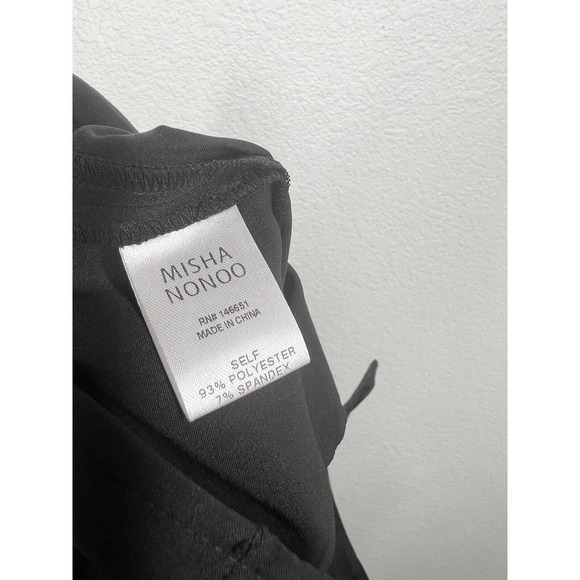 MISHA
NONOO
RN# 146651
MADE IN CHINA
SELF
93% POLYESTER
7% SPANDEX